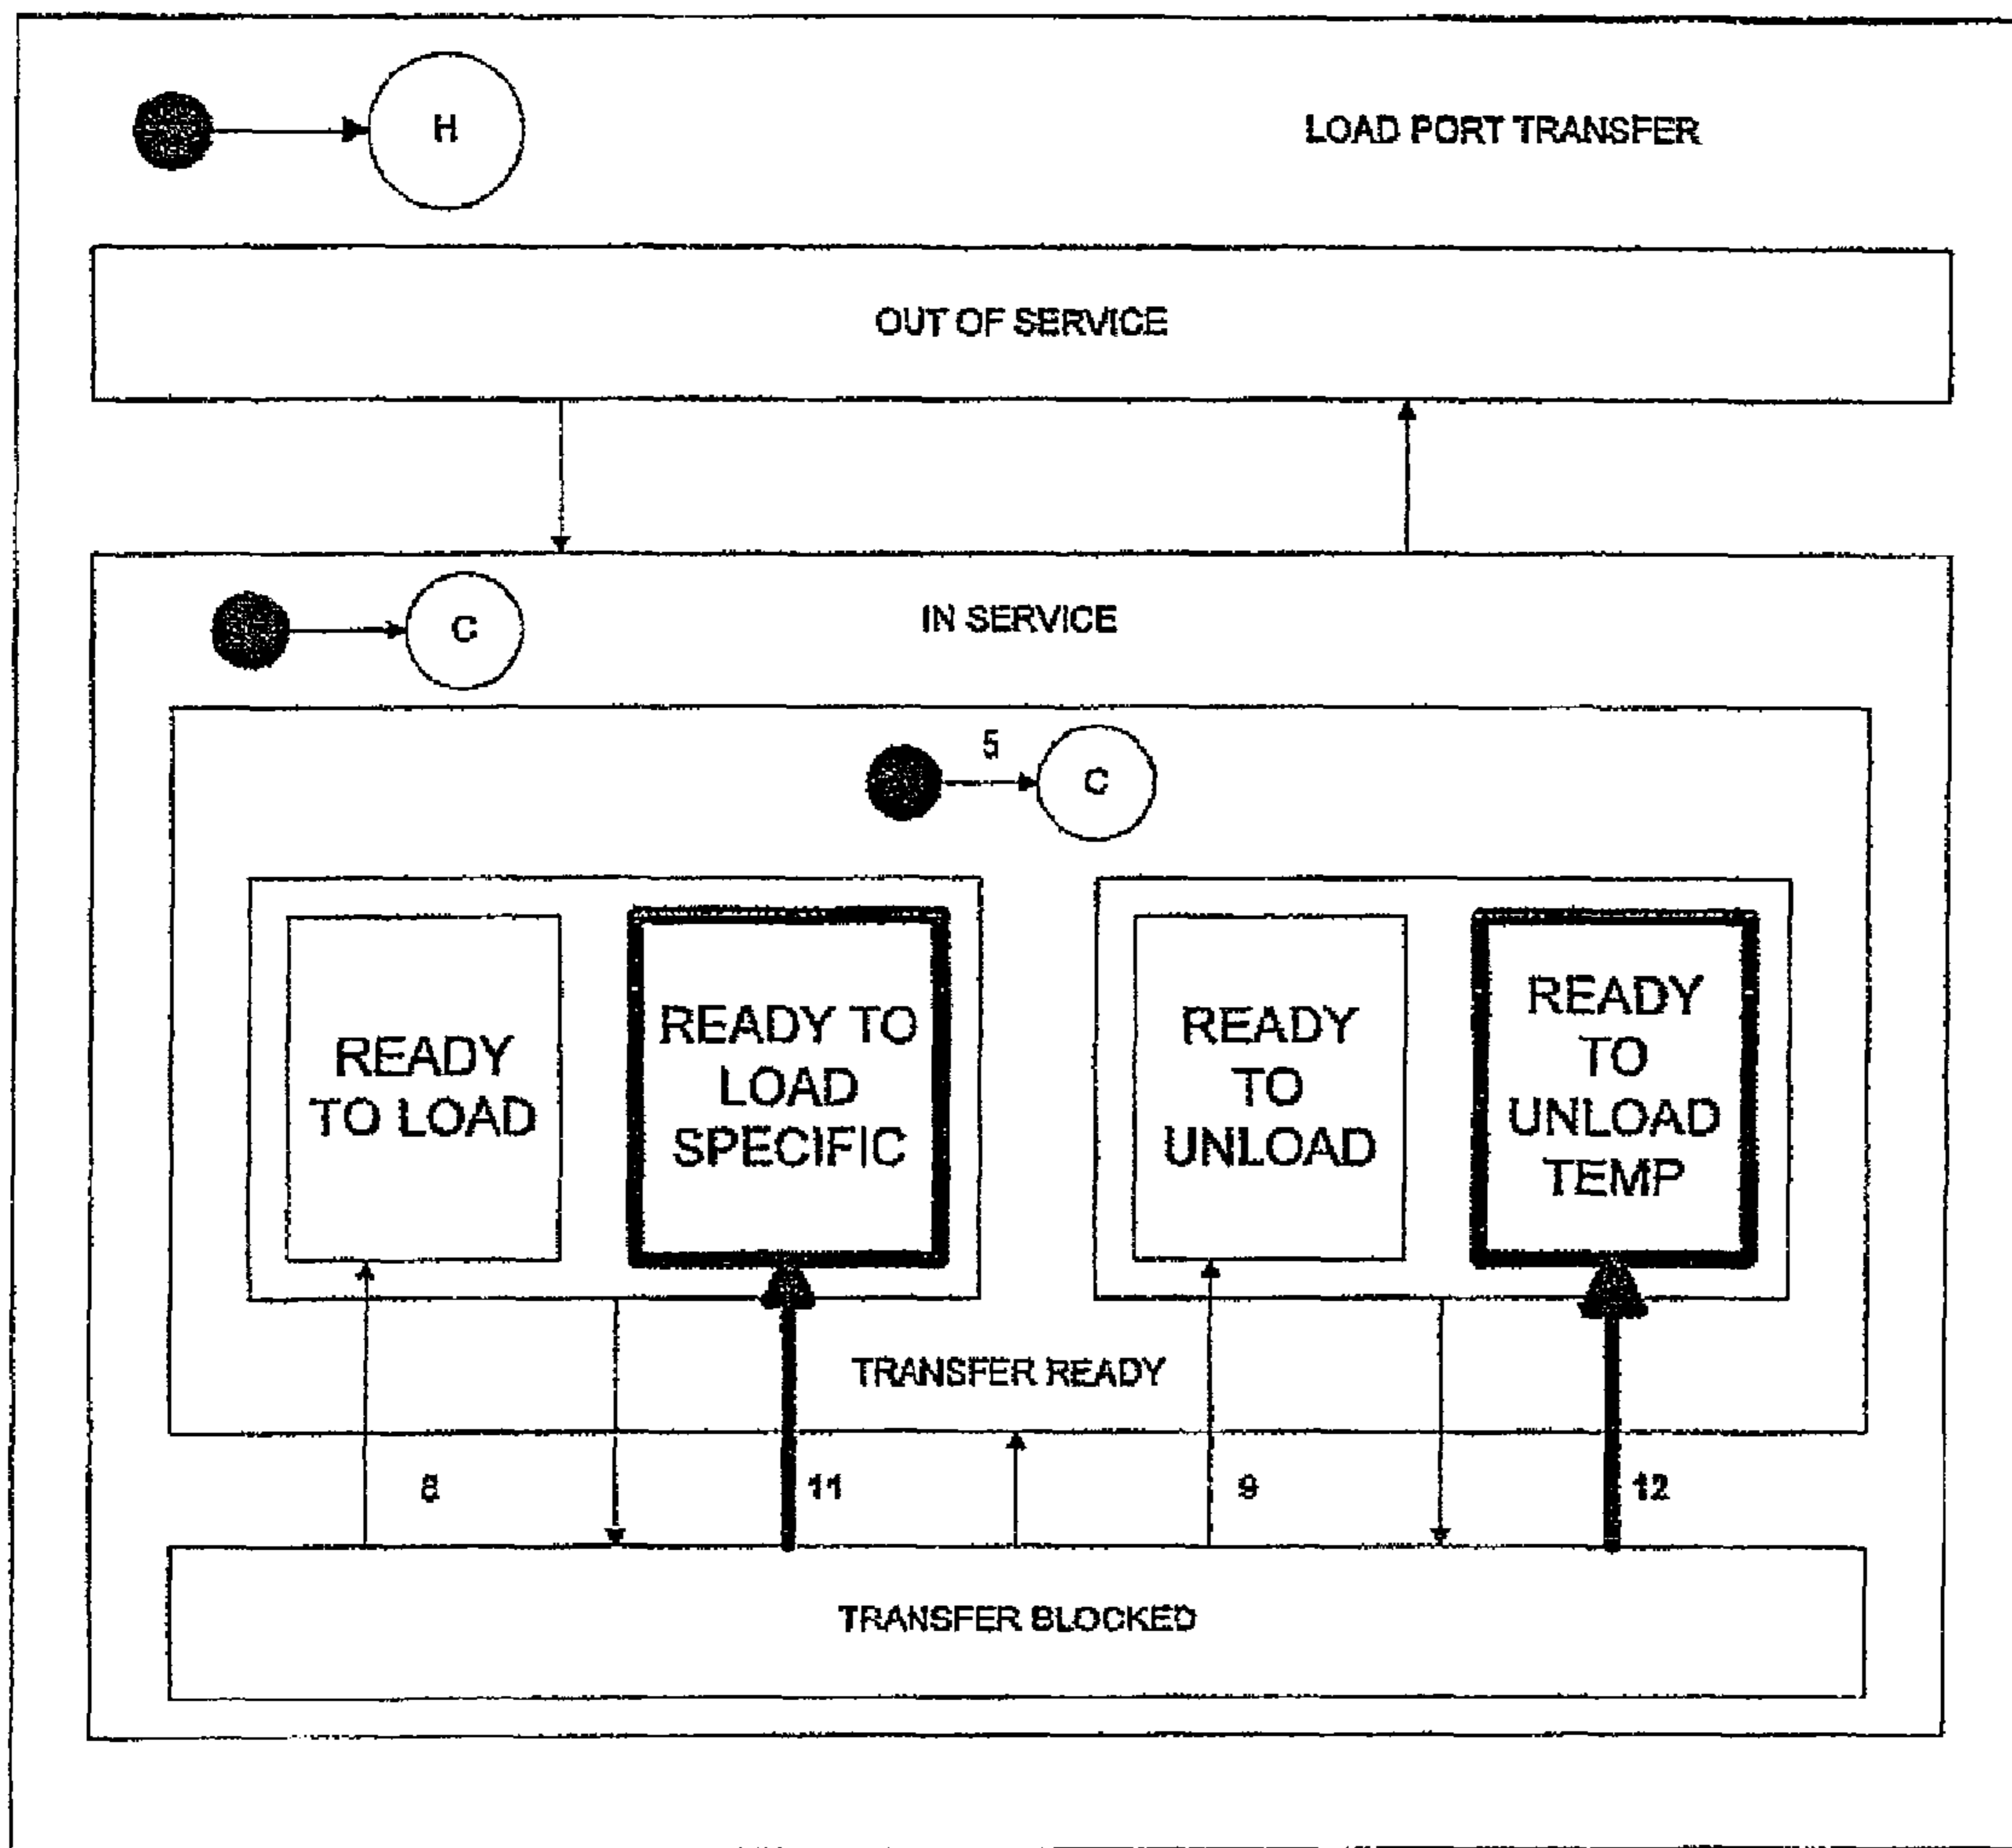 H
LOAD PORT TRANSFER
OUT OF SERVICE
C
IN SERVICE
5
C
READY
TO LOAD
READY TO
LOAD
SPECIFIC
READY
TO
UNLOAD
READY
TO
UNLOAD
TEMP
TRANSFER READY
8
11
9
12
TRANSFER BLOCKED